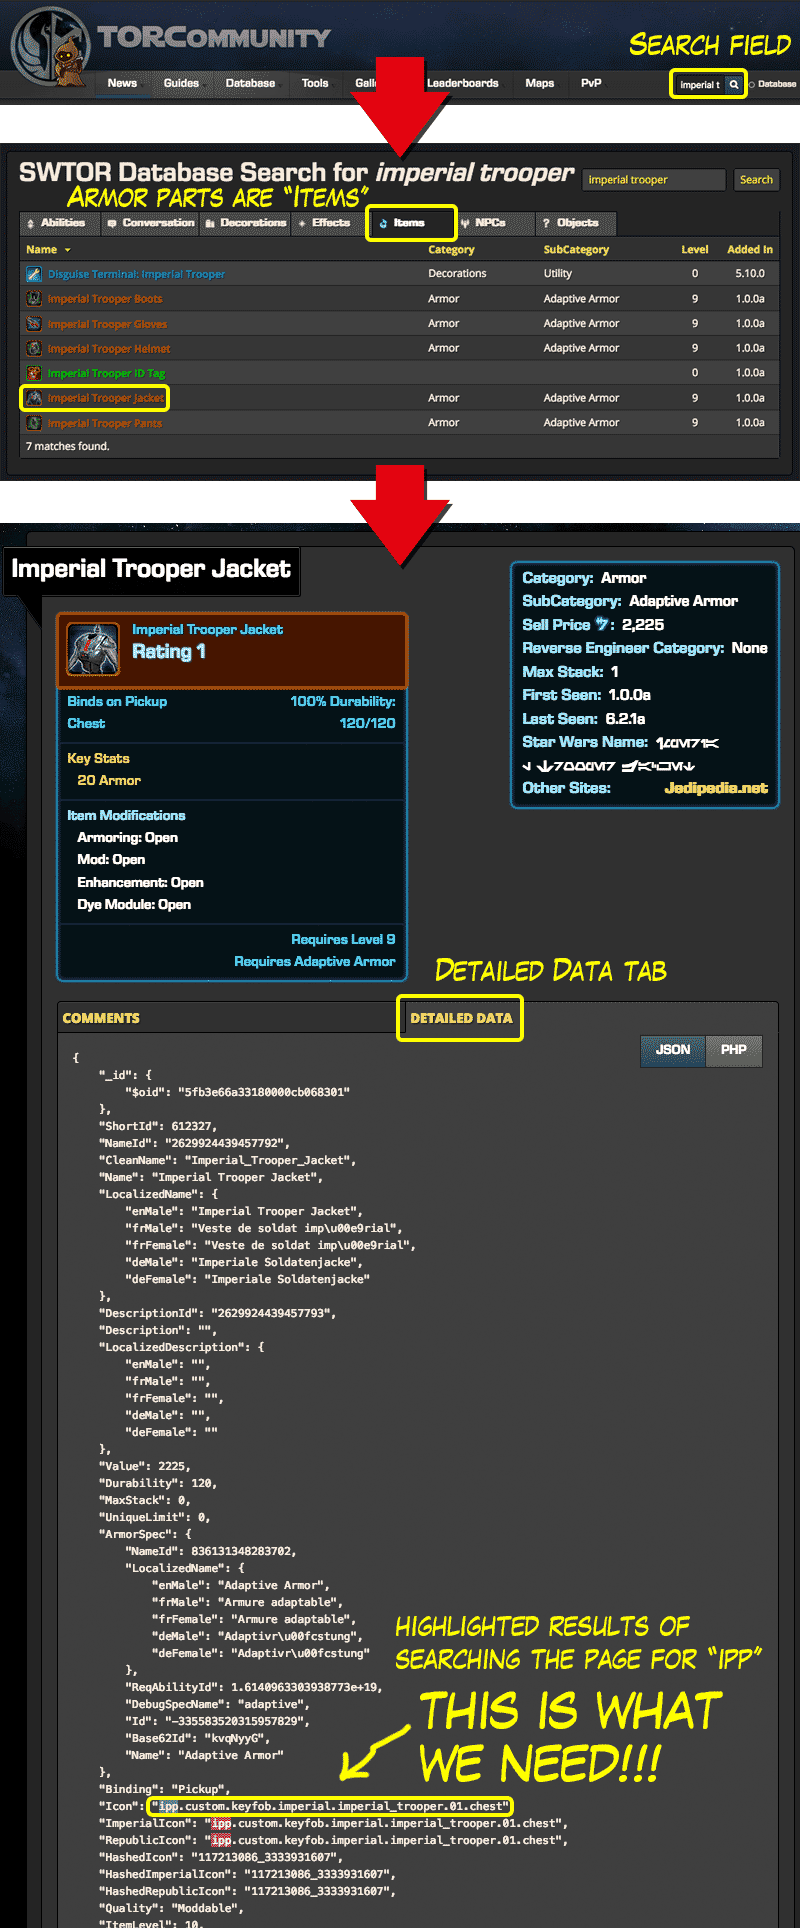 TORCommunity
Search field
News Guides Database Tools Leaderboards Maps PvP
imperial t Database
SWTOR Database Search for imperial trooper
imperial trooper Search
Armor parts are "Items"
Abilities Conversation Decorations Effects Items NPCs Objects
Name Category SubCategory Level Added In
Disguise Terminal: Imperial Trooper Decorations Utility 0 5.10.0
Imperial Trooper Boots Armor Adaptive Armor 9 1.0.0a
Imperial Trooper Gloves Armor Adaptive Armor 9 1.0.0a
Imperial Trooper Helmet Armor Adaptive Armor 9 1.0.0a
Imperial Trooper ID Tag 0 1.0.0a
Imperial Trooper Jacket Armor Adaptive Armor 9 1.0.0a
Imperial Trooper Pants Armor Adaptive Armor 9 1.0.0a
7 matches found.
Imperial Trooper Jacket
Imperial Trooper Jacket
Rating 1
Binds on Pickup 100% Durability:
Chest 120/120
Key Stats
20 Armor
Item Modifications
Armoring: Open
Mod: Open
Enhancement: Open
Dye Module: Open
Requires Level 9
Requires Adaptive Armor
Category: Armor
SubCategory: Adaptive Armor
Sell Price : 2,225
Reverse Engineer Category: None
Max Stack: 1
First Seen: 1.0.0a
Last Seen: 6.2.1a
Star Wars Name:
Other Sites: Jedipedia.net
Detailed Data tab
COMMENTS DETAILED DATA
JSON PHP
{
"_id": {
"$oid": "5fb3e66a33180000cb068301"
},
"ShortId": 612327,
"NameId": "2629924439457792",
"CleanName": "Imperial_Trooper_Jacket",
"Name": "Imperial Trooper Jacket",
"LocalizedName": {
"enMale": "Imperial Trooper Jacket",
"frMale": "Veste de soldat imp\u00e9rial",
"frFemale": "Veste de soldat imp\u00e9rial",
"deMale": "Imperiale Soldatenjacke",
"deFemale": "Imperiale Soldatenjacke"
},
"DescriptionId": "2629924439457793",
"Description": "",
"LocalizedDescription": {
"enMale": "",
"frMale": "",
"frFemale": "",
"deMale": "",
"deFemale": ""
},
"Value": 2225,
"Durability": 120,
"MaxStack": 0,
"UniqueLimit": 0,
"ArmorSpec": {
"NameId": 836131348283702,
"LocalizedName": {
"enMale": "Adaptive Armor",
"frMale": "Armure adaptable",
"frFemale": "Armure adaptable",
"deMale": "Adaptivr\u00fcstung",
"deFemale": "Adaptivr\u00fcstung"
},
"ReqAbilityId": 1.6140963303938773e+19,
"DebugSpecName": "adaptive",
"Id": "-335583520315957829",
"Base62Id": "kvqNyyG",
"Name": "Adaptive Armor"
},
highlighted results of
searching the page for "ipp"
THIS IS WHAT
WE NEED!!!
"Binding": "Pickup",
"Icon": "ipp.custom.keyfob.imperial.imperial_trooper.01.chest"
"ImperialIcon": "ipp.custom.keyfob.imperial.imperial_trooper.01.chest",
"RepublicIcon": "ipp.custom.keyfob.imperial.imperial_trooper.01.chest",
"HashedIcon": "117213086_3333931607",
"HashedImperialIcon": "117213086_3333931607",
"HashedRepublicIcon": "117213086_3333931607",
"Quality": "Moddable",
"ItemLevel": 10,